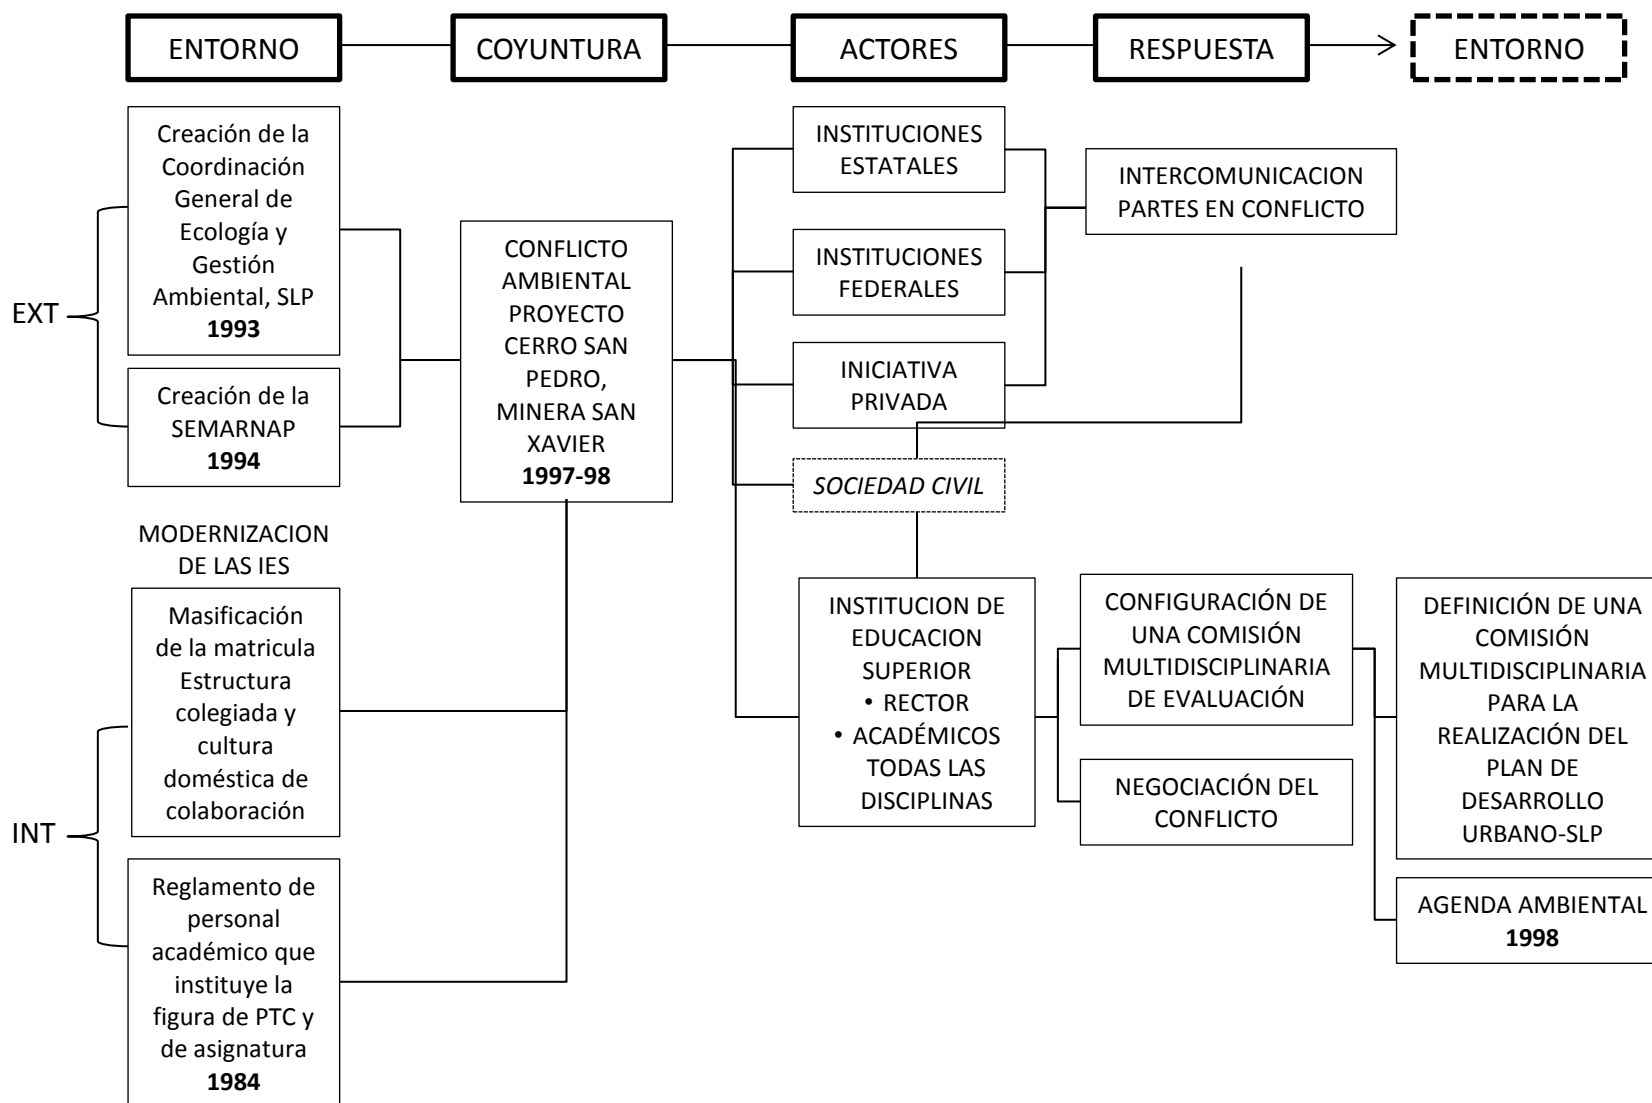 ENTORNO
COYUNTURA
ACTORES
RESPUESTA
ENTORNO
EXT
Creación de la
Coordinación
General de
Ecología y
Gestión
Ambiental, SLP
1993
Creación de la
SEMARNAP
1994
MODERNIZACION
DE LAS IES
INT
Masificación
de la matricula
Estructura
colegiada y
cultura
doméstica de
colaboración
Reglamento de
personal
académico que
instituye la
figura de PTC y
de asignatura
1984
CONFLICTO
AMBIENTAL
PROYECTO
CERRO SAN
PEDRO,
MINERA SAN
XAVIER
1997-98
INSTITUCIONES
ESTATALES
INSTITUCIONES
FEDERALES
INICIATIVA
PRIVADA
SOCIEDAD CIVIL
INSTITUCION DE
EDUCACION
SUPERIOR
• RECTOR
• ACADÉMICOS
TODAS LAS
DISCIPLINAS
INTERCOMUNICACION
PARTES EN CONFLICTO
CONFIGURACIÓN DE
UNA COMISIÓN
MULTIDISCIPLINARIA
DE EVALUACIÓN
NEGOCIACIÓN DEL
CONFLICTO
DEFINICIÓN DE UNA
COMISIÓN
MULTIDISCIPLINARIA
PARA LA
REALIZACIÓN DEL
PLAN DE
DESARROLLO
URBANO-SLP
AGENDA AMBIENTAL
1998